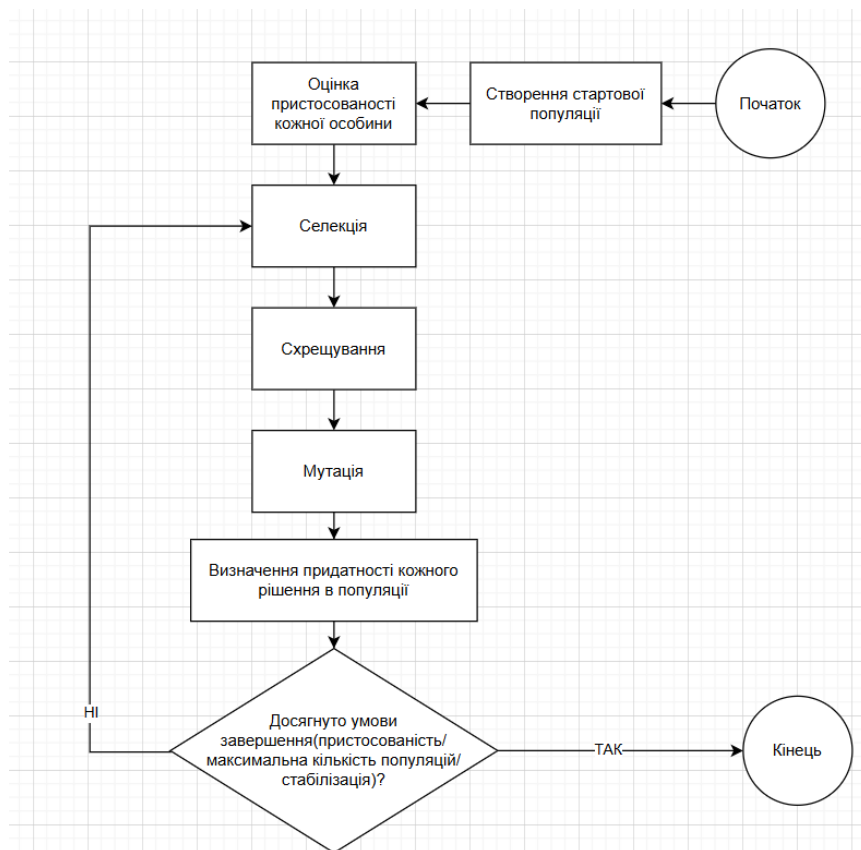 Оцінка
пристосованості
кожної особини
Створення стартової
популяції
Початок
Селекція
Схрещування
Мутація
Визначення придатності кожного
рішення в популяції
НІ
Досягнуто умови
завершення(пристосованість/
максимальна кількість популяцій/
стабілізація)?
ТАК
Кінець